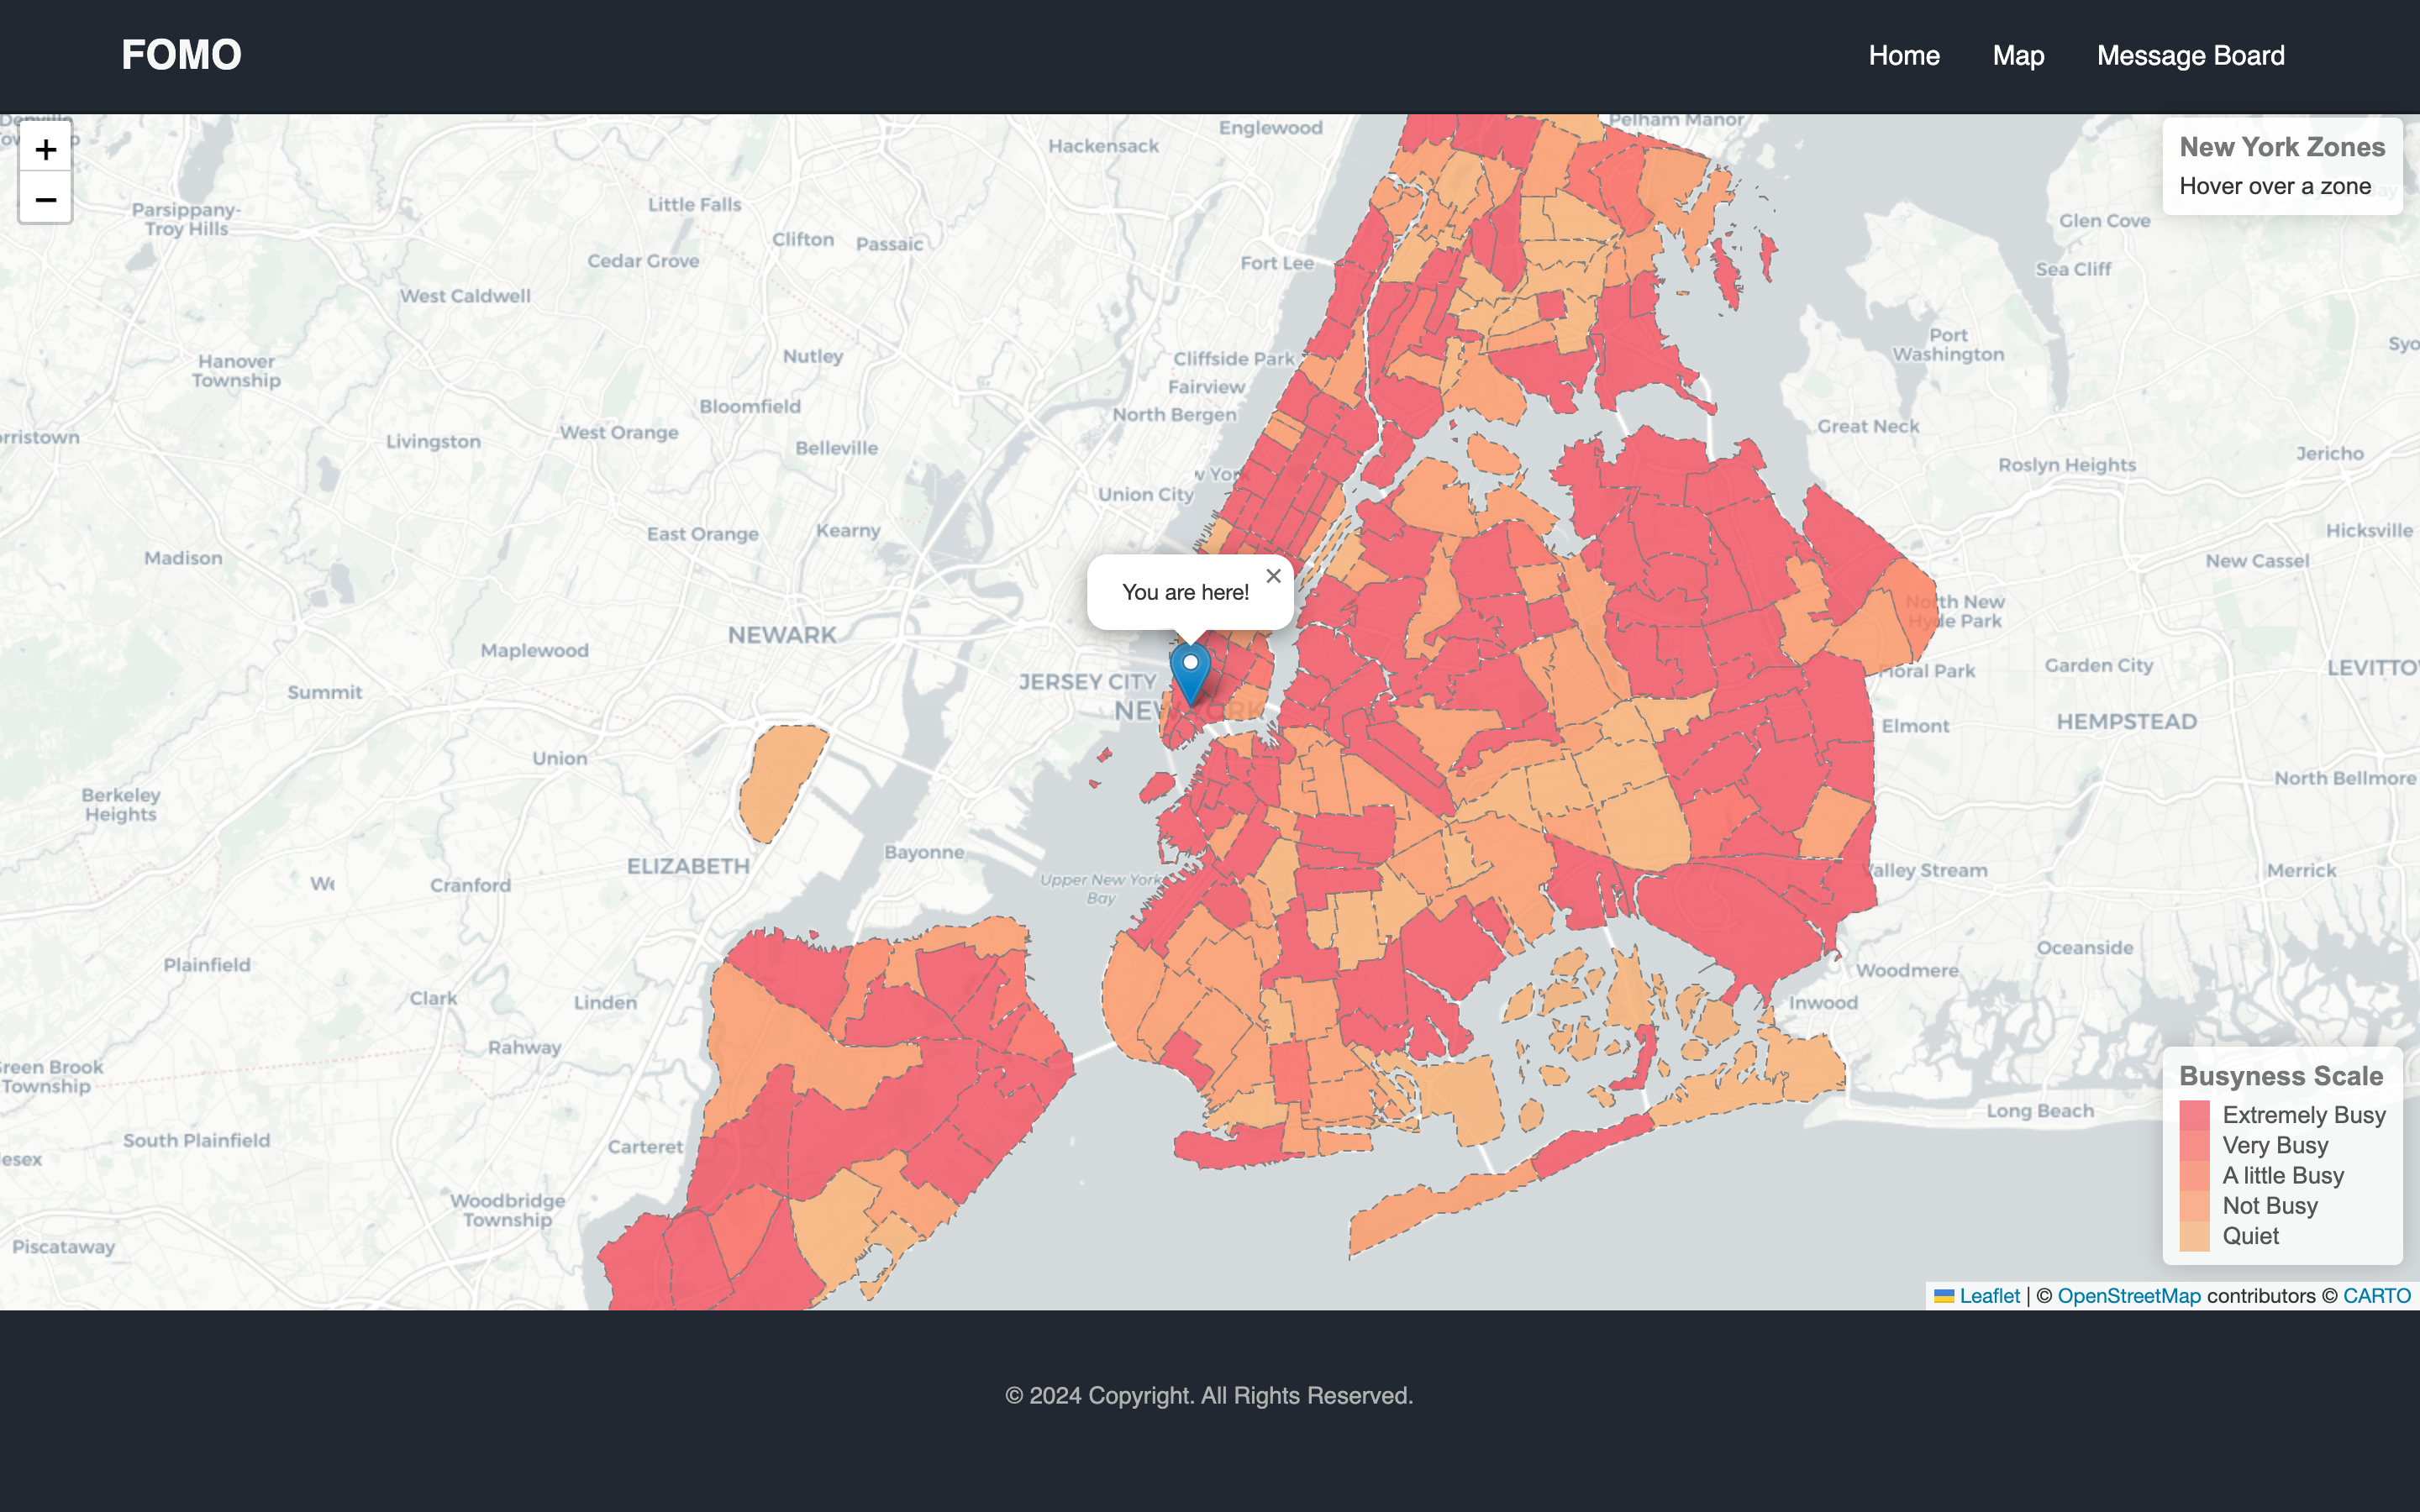 FOMO
Home
Map
Message Board
+
−
New York Zones
Hover over a zone
Pelham Manor
Englewood
Hackensack
Parsippany-
Troy Hills
Little Falls
Clifton
Passaic
Glen Cove
Cedar Grove
Fort Lee
Sea Cliff
West Caldwell
Port
Washington
Hanover
Township
Nutley
Cliffside Park
Fairview
North Bergen
Bloomfield
Great Neck
Livingston
West Orange
Belleville
Jericho
Roslyn Heights
Union City
East Orange
Kearny
Hicksville
Madison
New Cassel
You are here!
×
North New
Hyde Park
NEWARK
Maplewood
Garden City
Floral Park
Summit
JERSEY CITY
NEW YORK
HEMPSTEAD
Elmont
Union
North Bellmore
Berkeley
Heights
Bayonne
ELIZABETH
Valley Stream
Merrick
Cranford
Upper New York
Bay
Oceanside
Plainfield
Woodmere
Clark
Linden
Inwood
Rahway
Green Brook
Township
Long Beach
South Plainfield
Carteret
Woodbridge
Township
Piscataway
Busyness Scale
Extremely Busy
Very Busy
A little Busy
Not Busy
Quiet
Leaflet | © OpenStreetMap contributors © CARTO
© 2024 Copyright. All Rights Reserved.